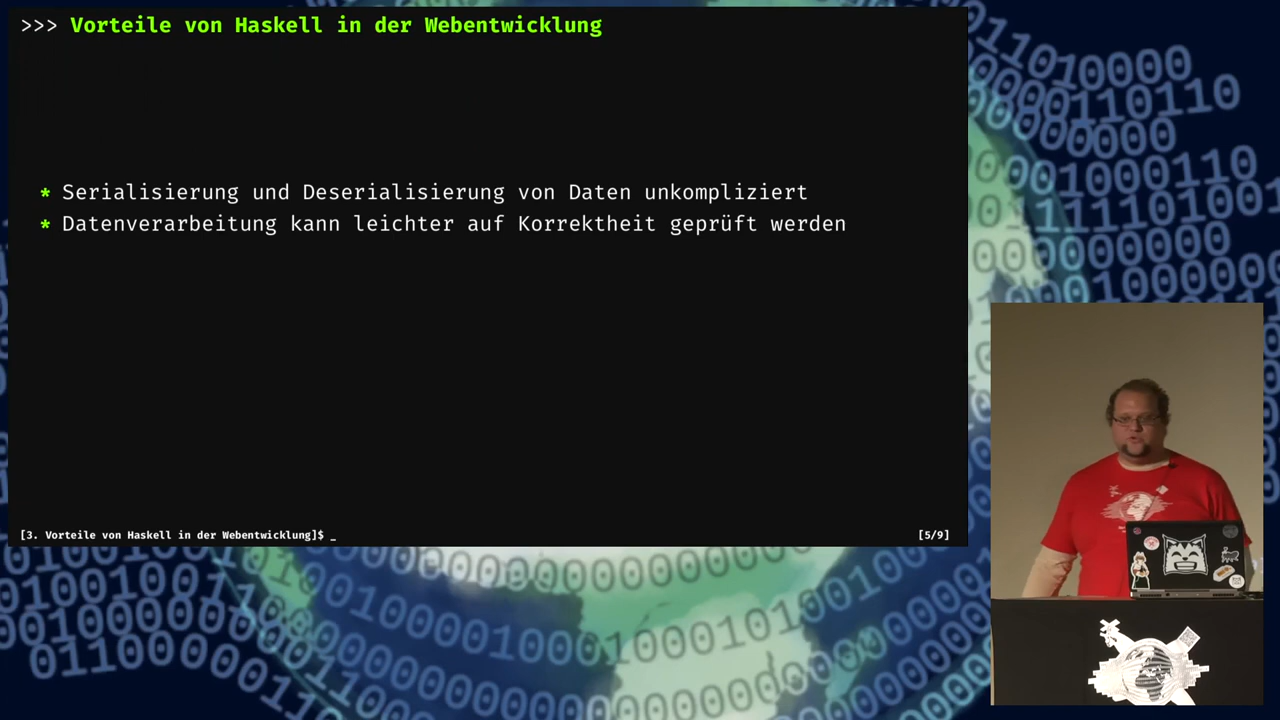 >>> Vorteile von Haskell in der Webentwicklung
* Serialisierung und Deserialisierung von Daten unkompliziert
* Datenverarbeitung kann leichter auf Korrektheit geprüft werden
[3. Vorteile von Haskell in der Webentwicklung]$ _
[5/9]